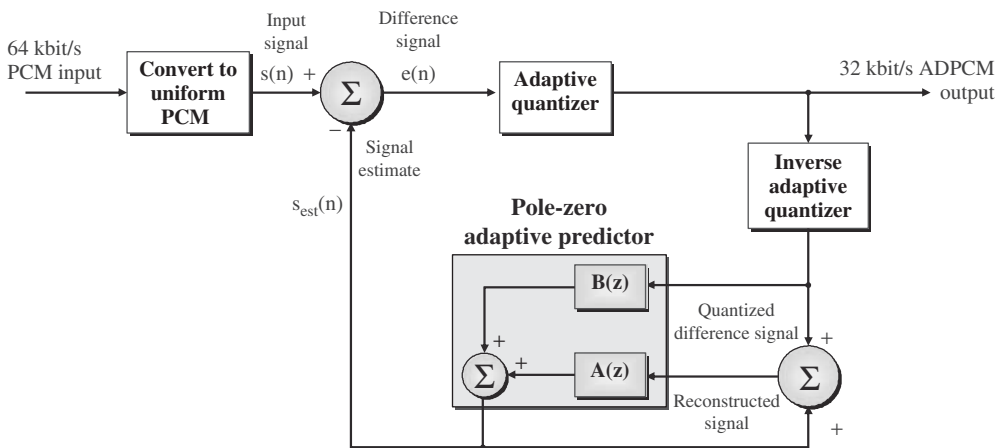 64 kbit/s
PCM input
Convert to
uniform
PCM
Input
signal
s(n) +
Σ
−
Difference
signal
e(n)
Adaptive
quantizer
32 kbit/s ADPCM
output
Signal
estimate
s_est(n)
Inverse
adaptive
quantizer
Pole-zero
adaptive predictor
B(z)
Quantized
difference signal
+
+
+
Σ
A(z)
Σ
Reconstructed
signal
+